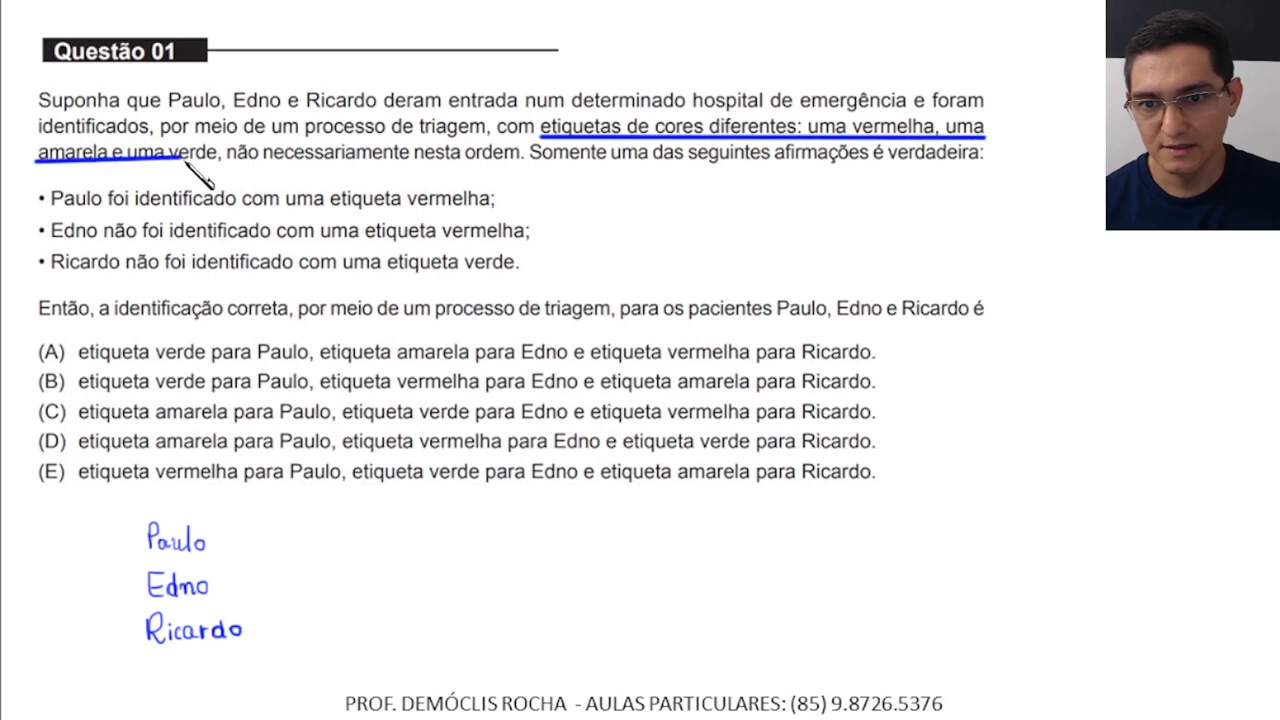 Questão 01
Suponha que Paulo, Edno e Ricardo deram entrada num determinado hospital de emergência e foram
identificados, por meio de um processo de triagem, com etiquetas de cores diferentes: uma vermelha, uma
amarela e uma verde, não necessariamente nesta ordem. Somente uma das seguintes afirmações é verdadeira:
• Paulo foi identificado com uma etiqueta vermelha;
• Edno não foi identificado com uma etiqueta vermelha;
• Ricardo não foi identificado com uma etiqueta verde.
Então, a identificação correta, por meio de um processo de triagem, para os pacientes Paulo, Edno e Ricardo é
(A) etiqueta verde para Paulo, etiqueta amarela para Edno e etiqueta vermelha para Ricardo.
(B) etiqueta verde para Paulo, etiqueta vermelha para Edno e etiqueta amarela para Ricardo.
(C) etiqueta amarela para Paulo, etiqueta verde para Edno e etiqueta vermelha para Ricardo.
(D) etiqueta amarela para Paulo, etiqueta vermelha para Edno e etiqueta verde para Ricardo.
(E) etiqueta vermelha para Paulo, etiqueta verde para Edno e etiqueta amarela para Ricardo.
Paulo
Edno
Ricardo
PROF. DEMÓCLIS ROCHA - AULAS PARTICULARES: (85) 9.8726.5376